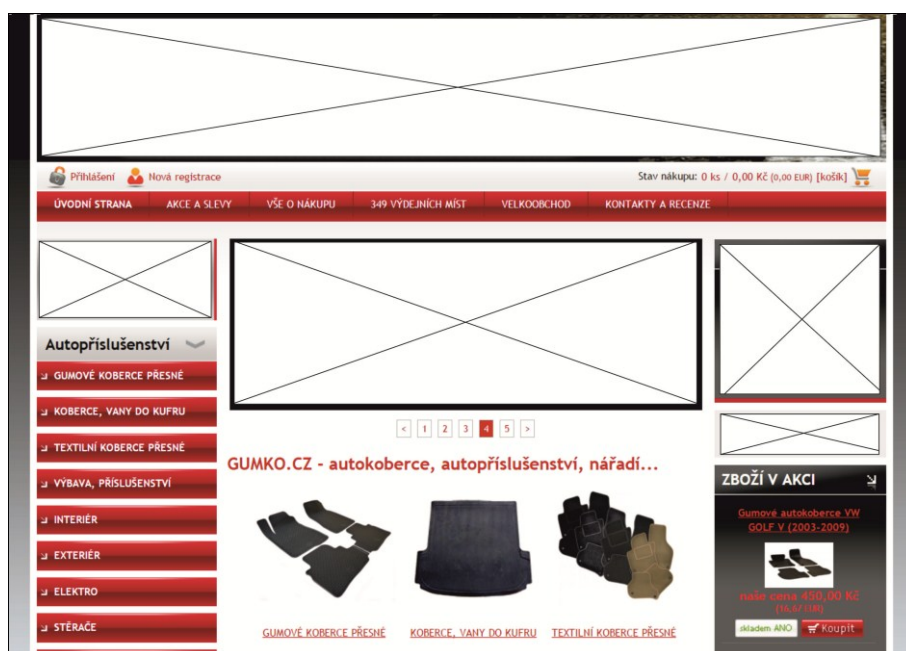 Přihlášení Nová registrace Stav nákupu: 0 ks / 0,00 Kč (0,00 EUR) [košík]
ÚVODNÍ STRANA AKCE A SLEVY VŠE O NÁKUPU 349 VÝDEJNÍCH MÍST VELKOOBCHOD KONTAKTY A RECENZE
Autopříslušenství
GUMOVÉ KOBERCE PŘESNÉ
KOBERCE, VANY DO KUFRU
TEXTILNÍ KOBERCE PŘESNÉ
VÝBAVA, PŘÍSLUŠENSTVÍ
INTERIÉR
EXTERIÉR
ELEKTRO
STĚRAČE
< 1 2 3 4 5 >
GUMKO.CZ - autokoberce, autopříslušenství, nářadí...
GUMOVÉ KOBERCE PŘESNÉ KOBERCE, VANY DO KUFRU TEXTILNÍ KOBERCE PŘESNÉ
ZBOŽÍ V AKCI
Gumové autokoberce VW
GOLF V (2003-2009)
naše cena 450,00 Kč
(16,47 EUR)
skladem ANO Koupit